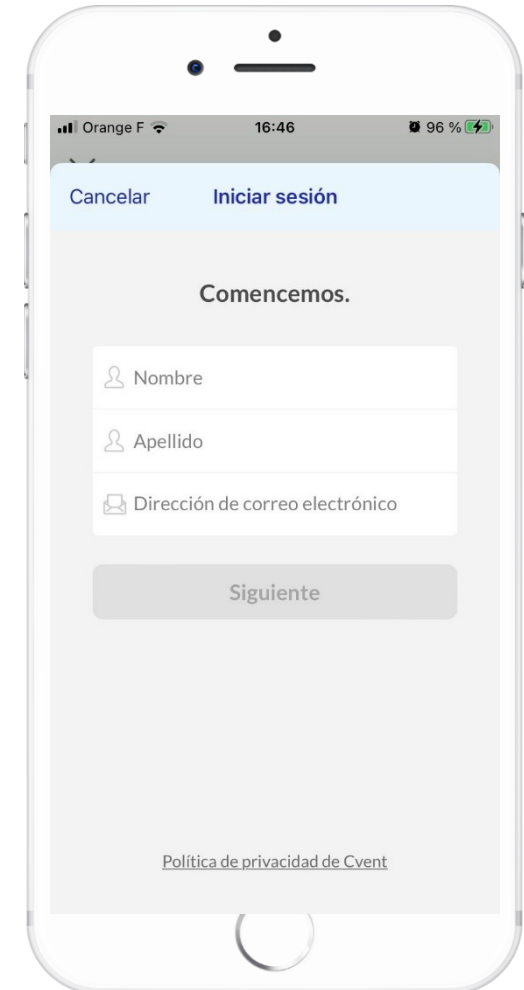 Orange F 16:46 96 %
Cancelar Iniciar sesión
Comencemos.
Nombre
Apellido
Dirección de correo electrónico
Siguiente
Política de privacidad de Cvent